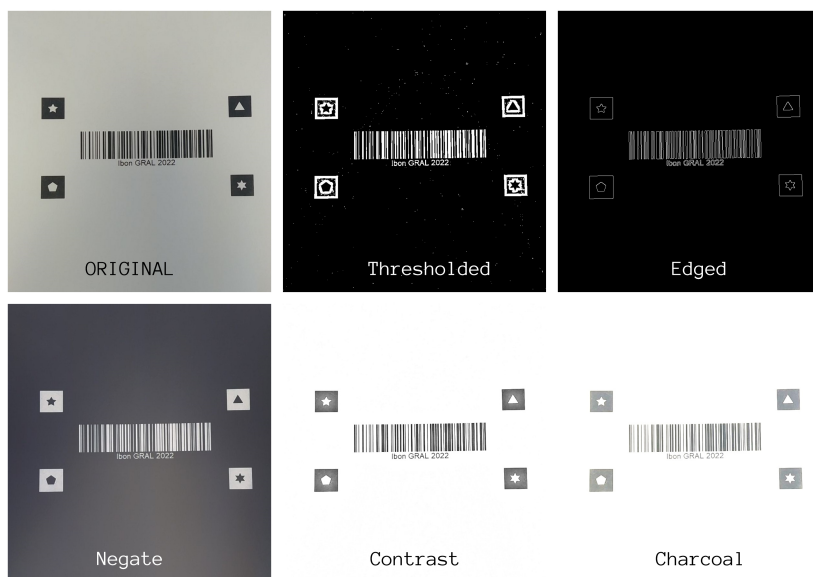 Ibon GRAL 2022
ORIGINAL
Ibon GRAL 2022
Thresholded
Ibon GRAL 2022
Edged
Ibon GRAL 2022
Negate
Ibon GRAL 2022
Contrast
Ibon GRAL 2022
Charcoal